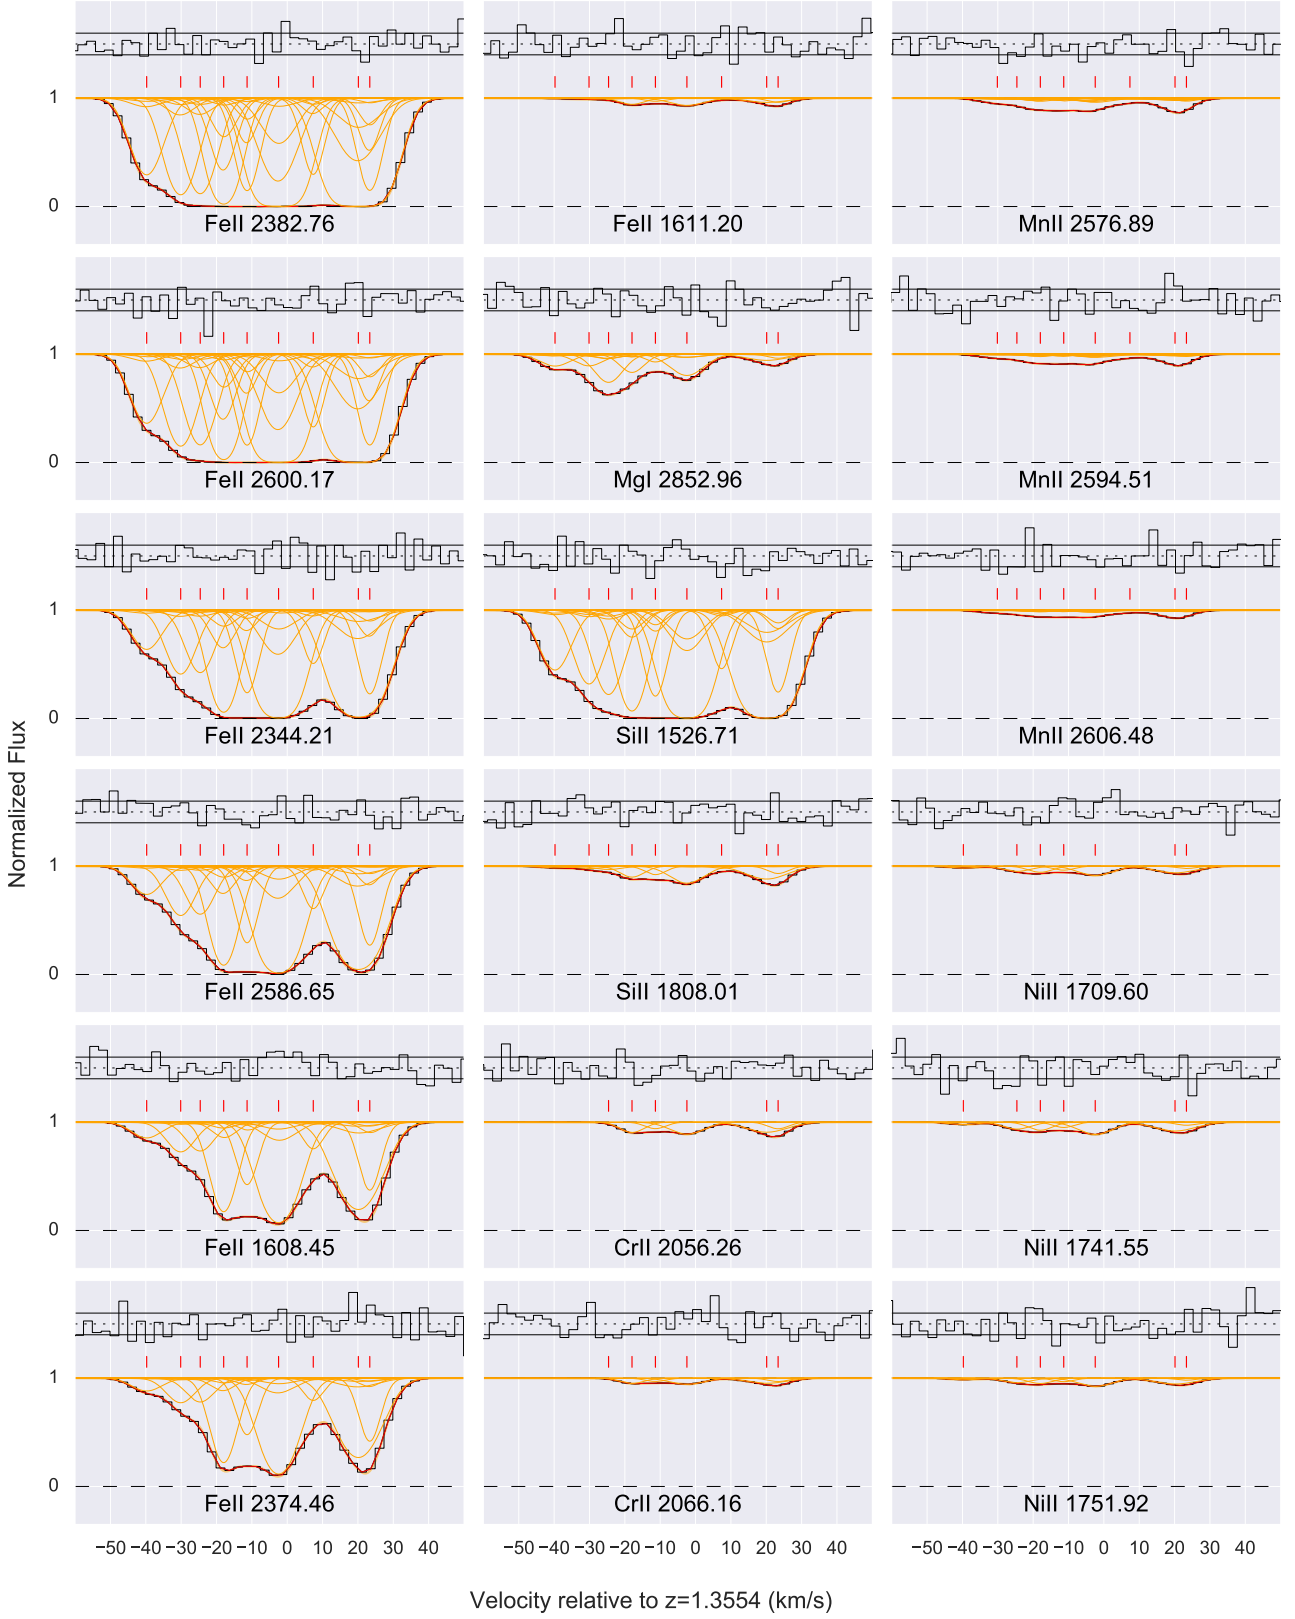 Normalized Flux
1
0
FeII 2382.76
FeII 1611.20
MnII 2576.89
1
0
FeII 2600.17
MgI 2852.96
MnII 2594.51
1
0
FeII 2344.21
SiII 1526.71
MnII 2606.48
1
0
FeII 2586.65
SiII 1808.01
NiII 1709.60
1
0
FeII 1608.45
CrII 2056.26
NiII 1741.55
1
0
FeII 2374.46
CrII 2066.16
NiII 1751.92
−50 −40 −30 −20 −10 0 10 20 30 40
−50 −40 −30 −20 −10 0 10 20 30 40
−50 −40 −30 −20 −10 0 10 20 30 40
Velocity relative to z=1.3554 (km/s)